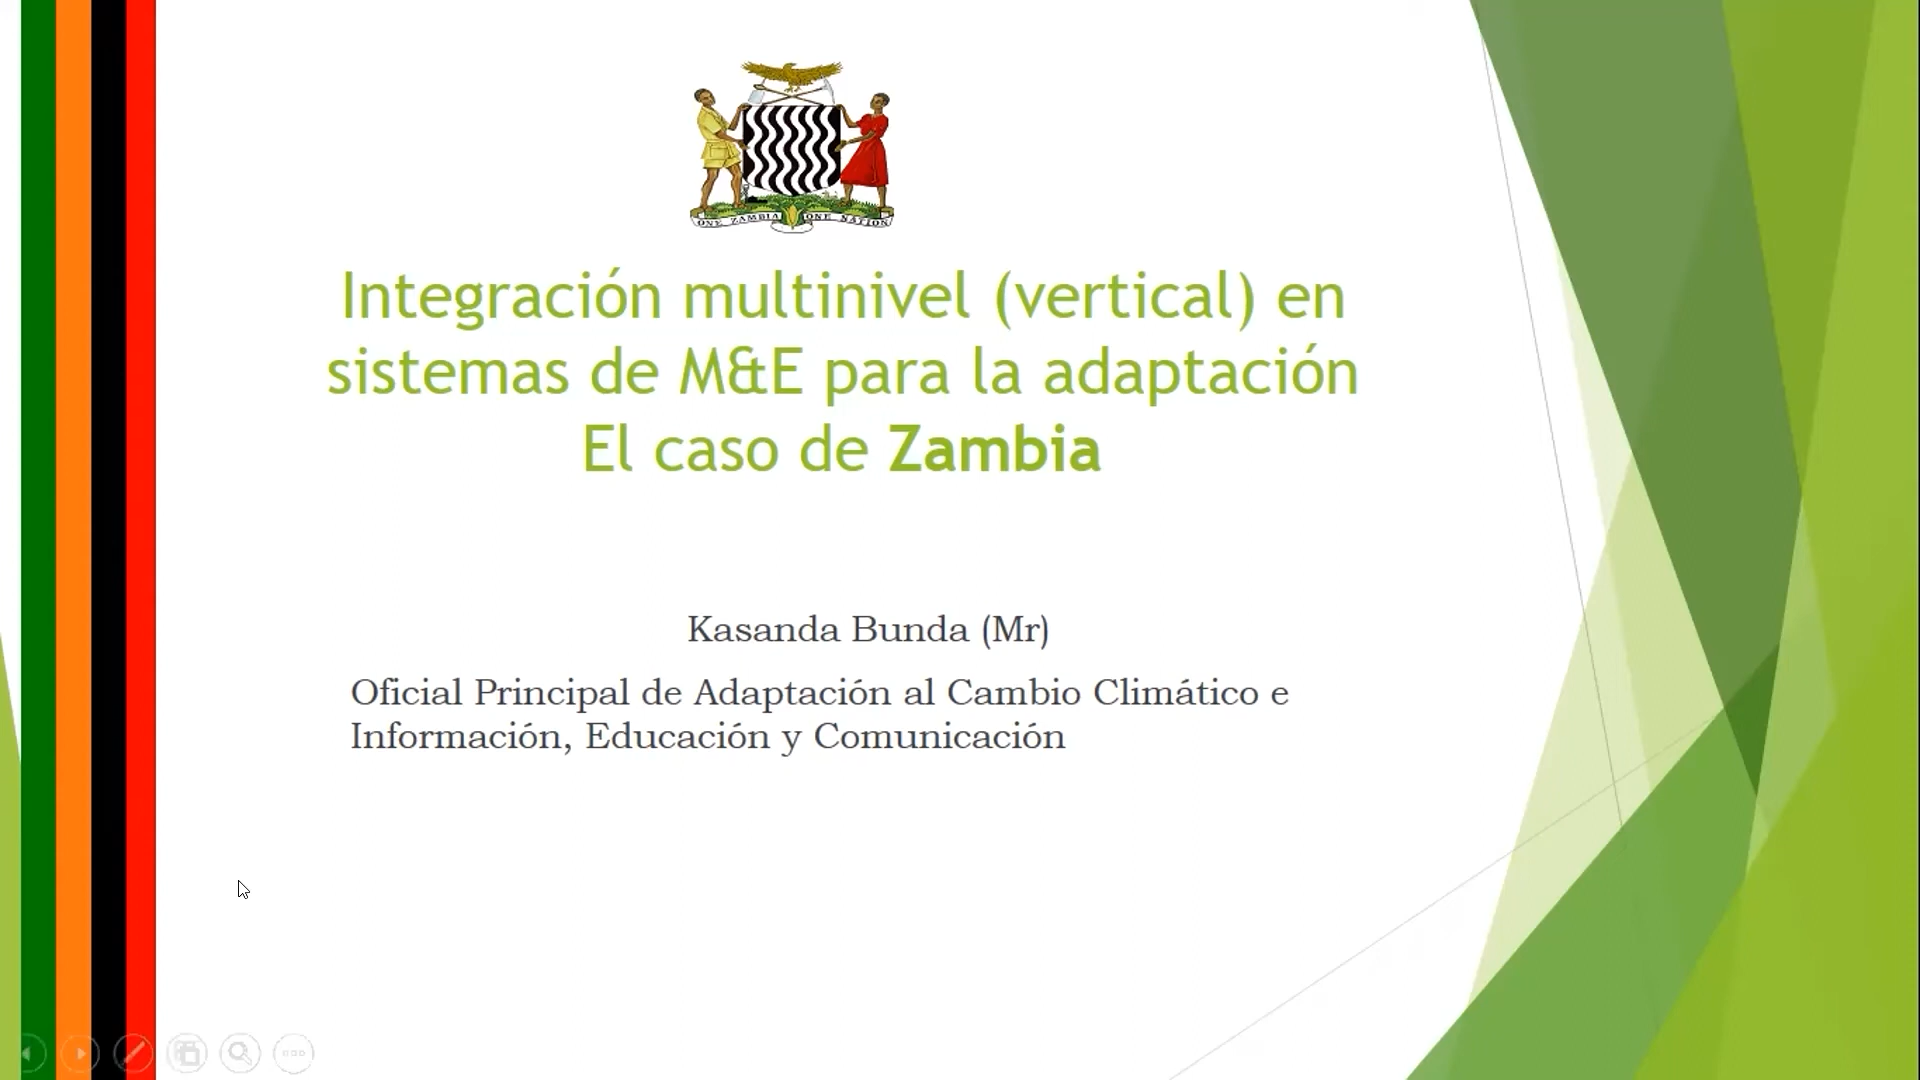 ONE ZAMBIA ONE NATION
Integración multinivel (vertical) en
sistemas de M&E para la adaptación
El caso de Zambia
Kasanda Bunda (Mr)
Oficial Principal de Adaptación al Cambio Climático e
Información, Educación y Comunicación